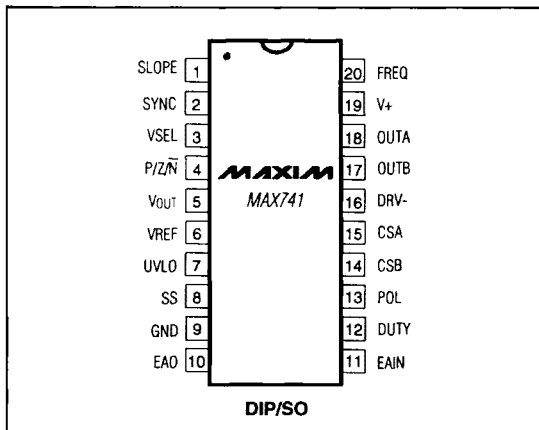 SLOPE 1
SYNC 2
VSEL 3
P/Z/N̅ 4
VOUT 5
VREF 6
UVLO 7
SS 8
GND 9
EAO 10
MAXIM
MAX741
20 FREQ
19 V+
18 OUTA
17 OUTB
16 DRV-
15 CSA
14 CSB
13 POL
12 DUTY
11 EAIN
DIP/SO